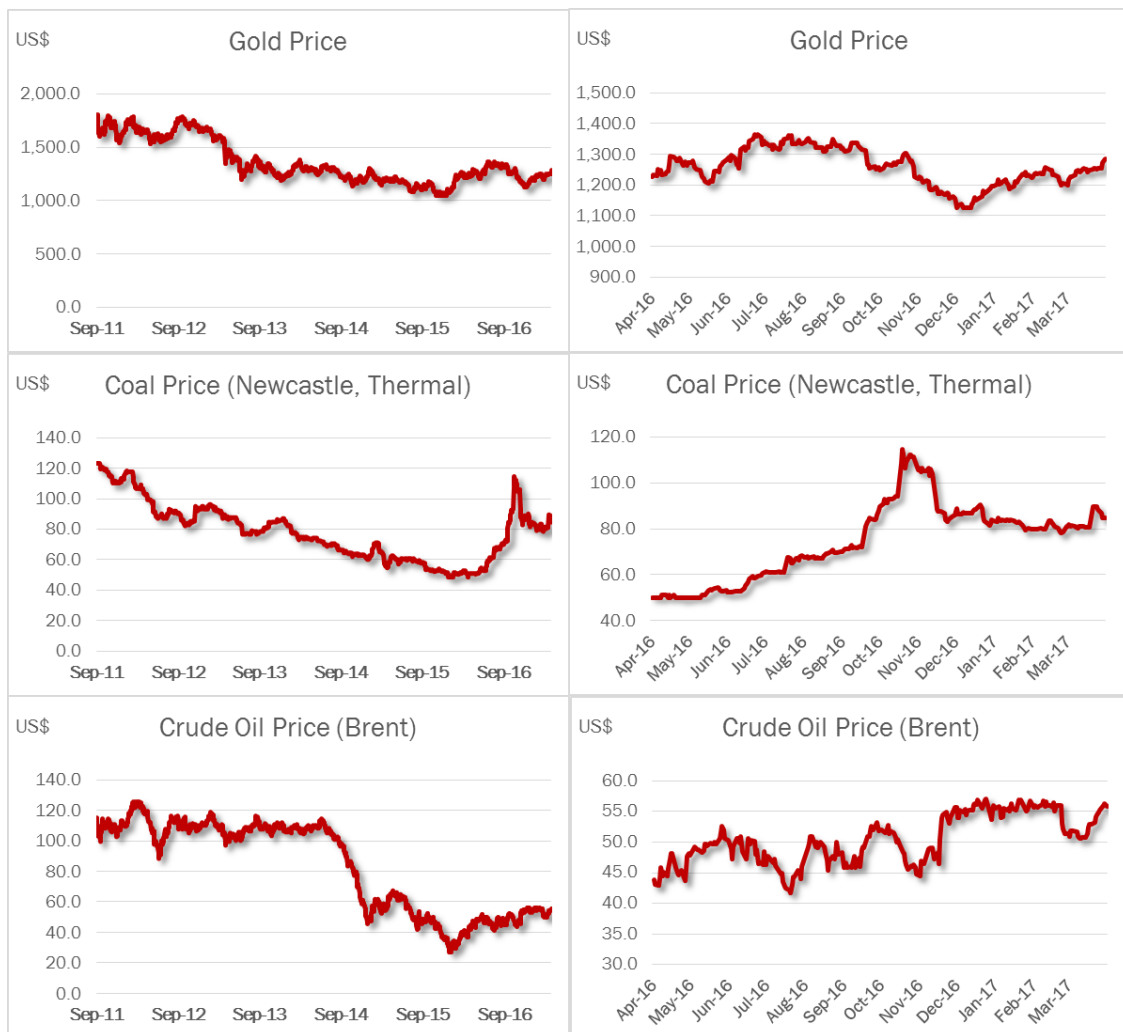 US$
Gold Price
2,000.0
1,500.0
1,000.0
500.0
0.0
Sep-11 Sep-12 Sep-13 Sep-14 Sep-15 Sep-16
US$
Gold Price
1,500.0
1,400.0
1,300.0
1,200.0
1,100.0
1,000.0
900.0
Apr-16 May-16 Jun-16 Jul-16 Aug-16 Sep-16 Oct-16 Nov-16 Dec-16 Jan-17 Feb-17 Mar-17
US$
Coal Price (Newcastle, Thermal)
140.0
120.0
100.0
80.0
60.0
40.0
20.0
0.0
Sep-11 Sep-12 Sep-13 Sep-14 Sep-15 Sep-16
US$
Coal Price (Newcastle, Thermal)
120.0
100.0
80.0
60.0
40.0
Apr-16 May-16 Jun-16 Jul-16 Aug-16 Sep-16 Oct-16 Nov-16 Dec-16 Jan-17 Feb-17 Mar-17
US$
Crude Oil Price (Brent)
140.0
120.0
100.0
80.0
60.0
40.0
20.0
0.0
Sep-11 Sep-12 Sep-13 Sep-14 Sep-15 Sep-16
US$
Crude Oil Price (Brent)
60.0
55.0
50.0
45.0
40.0
35.0
30.0
Apr-16 May-16 Jun-16 Jul-16 Aug-16 Sep-16 Oct-16 Nov-16 Dec-16 Jan-17 Feb-17 Mar-17